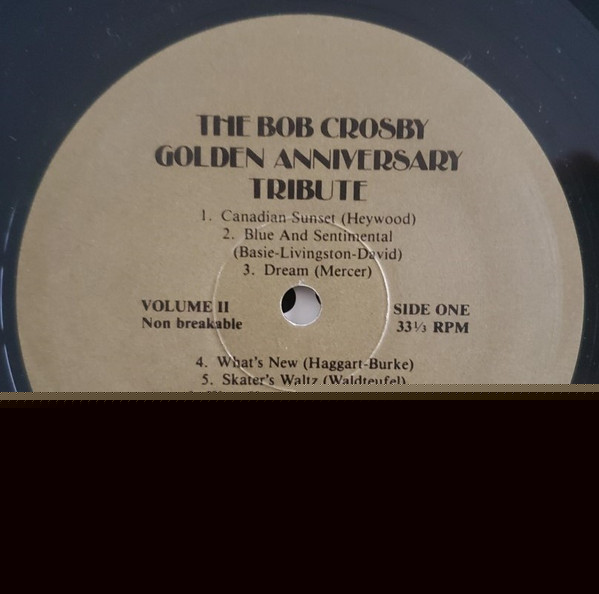 THE BOB CROSBY
GOLDEN ANNIVERSARY
TRIBUTE
1. Canadian Sunset (Heywood)
2. Blue And Sentimental
(Basie-Livingston-David)
3. Dream (Mercer)
VOLUME II
Non breakable
SIDE ONE
33⅓ RPM
4. What's New (Haggart-Burke)
5. Skater's Waltz (Waldteufel)